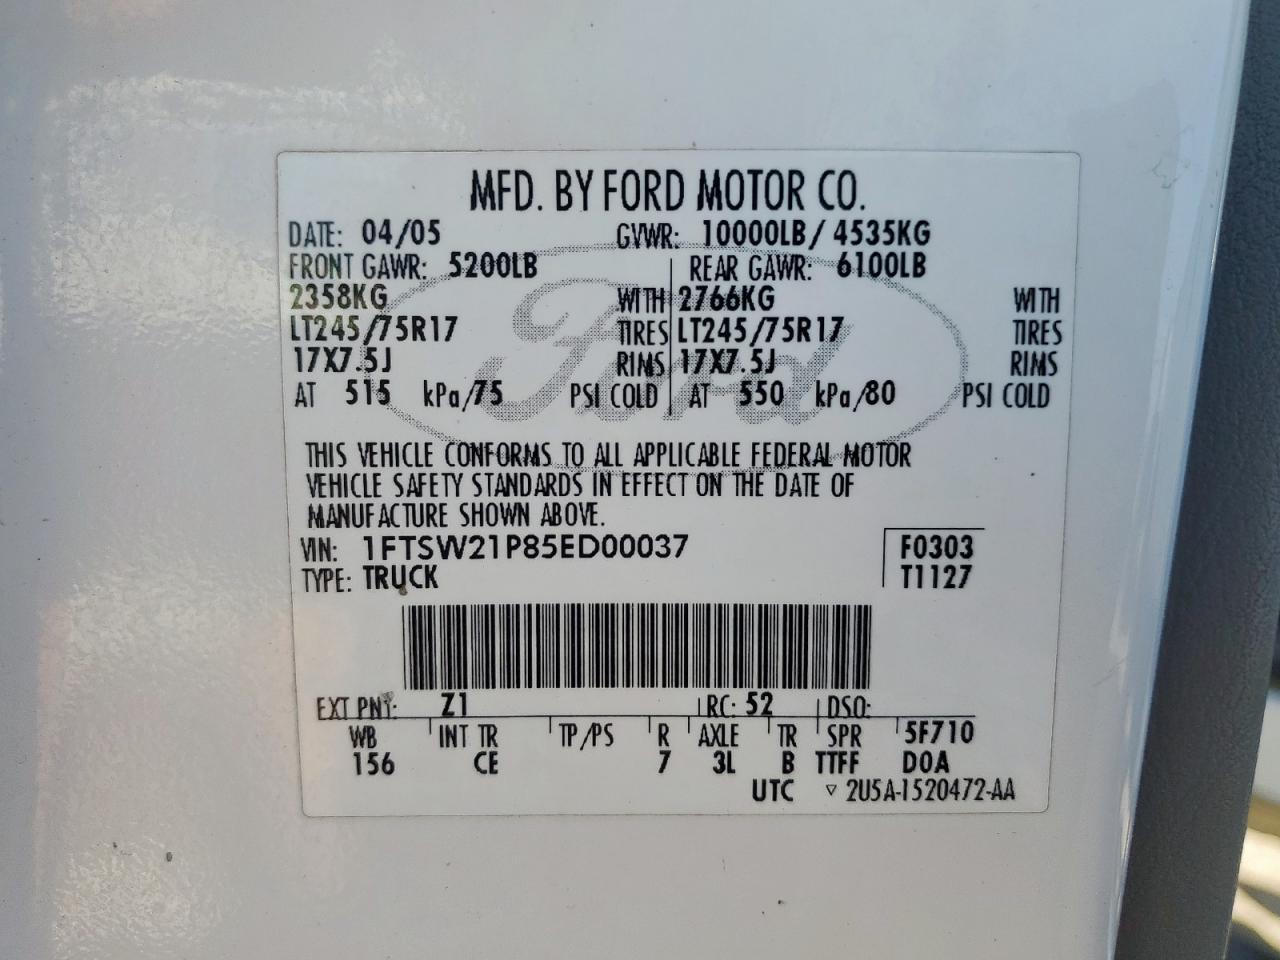 MFD. BY FORD MOTOR CO.
DATE: 04/05 GVWR: 10000LB/ 4535KG
FRONT GAWR: 5200LB REAR GAWR: 6100LB
2358KG WITH 2766KG WITH
LT245/75R17 TIRES LT245/75R17 TIRES
17X7.5J RIMS 17X7.5J RIMS
AT 515 kPa/75 PSI COLD AT 550 kPa/80 PSI COLD
Ford
THIS VEHICLE CONFORMS TO ALL APPLICABLE FEDERAL MOTOR
VEHICLE SAFETY STANDARDS IN EFFECT ON THE DATE OF
MANUFACTURE SHOWN ABOVE.
VIN: 1FTSW21P85ED00037 F0303
TYPE: TRUCK T1127
EXT PNT: Z1 RC: 52 DSO:
WB INT TR TP/PS R AXLE TR SPR 5F710
156 CE 7 3L B TTFF D0A
UTC ▿ 2U5A-1520472-AA